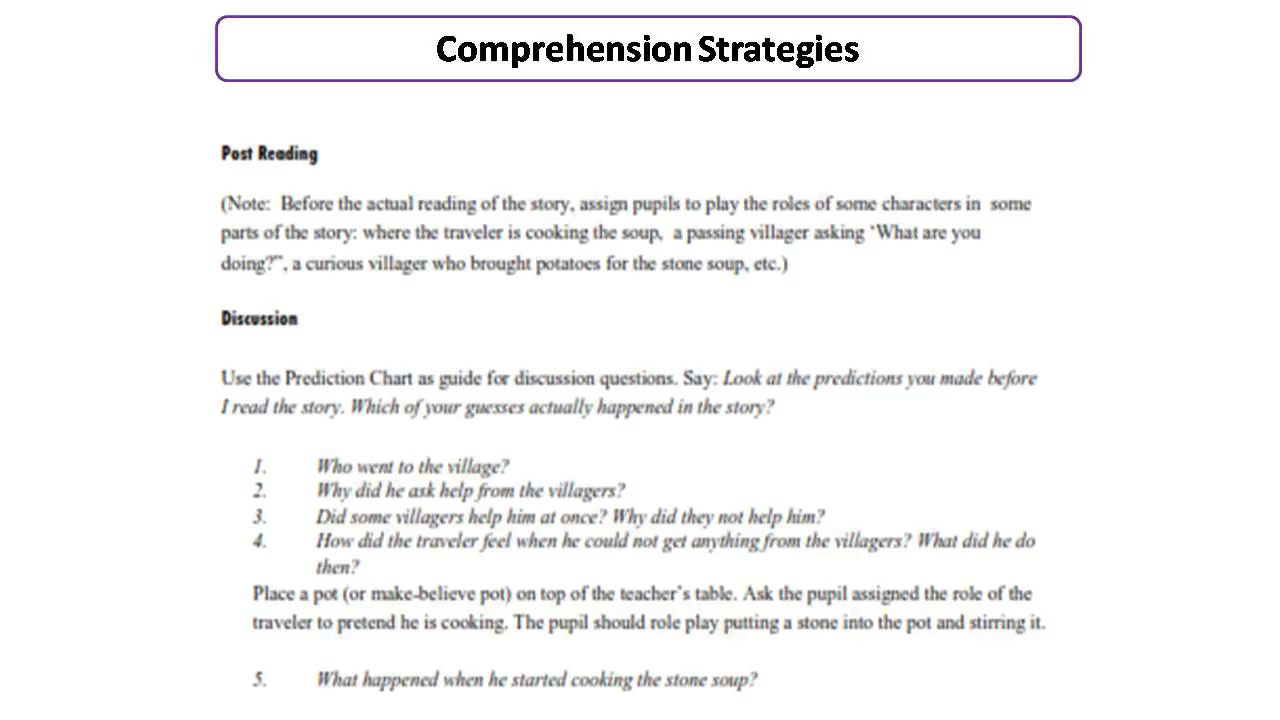 Comprehension Strategies
Post Reading
(Note: Before the actual reading of the story, assign pupils to play the roles of some characters in some
parts of the story: where the traveler is cooking the soup, a passing villager asking ‘What are you
doing?”, a curious villager who brought potatoes for the stone soup, etc.)
Discussion
Use the Prediction Chart as guide for discussion questions. Say: Look at the predictions you made before
I read the story. Which of your guesses actually happened in the story?
1. Who went to the village?
2. Why did he ask help from the villagers?
3. Did some villagers help him at once? Why did they not help him?
4. How did the traveler feel when he could not get anything from the villagers? What did he do
then?
Place a pot (or make-believe pot) on top of the teacher’s table. Ask the pupil assigned the role of the
traveler to pretend he is cooking. The pupil should role play putting a stone into the pot and stirring it.
5. What happened when he started cooking the stone soup?